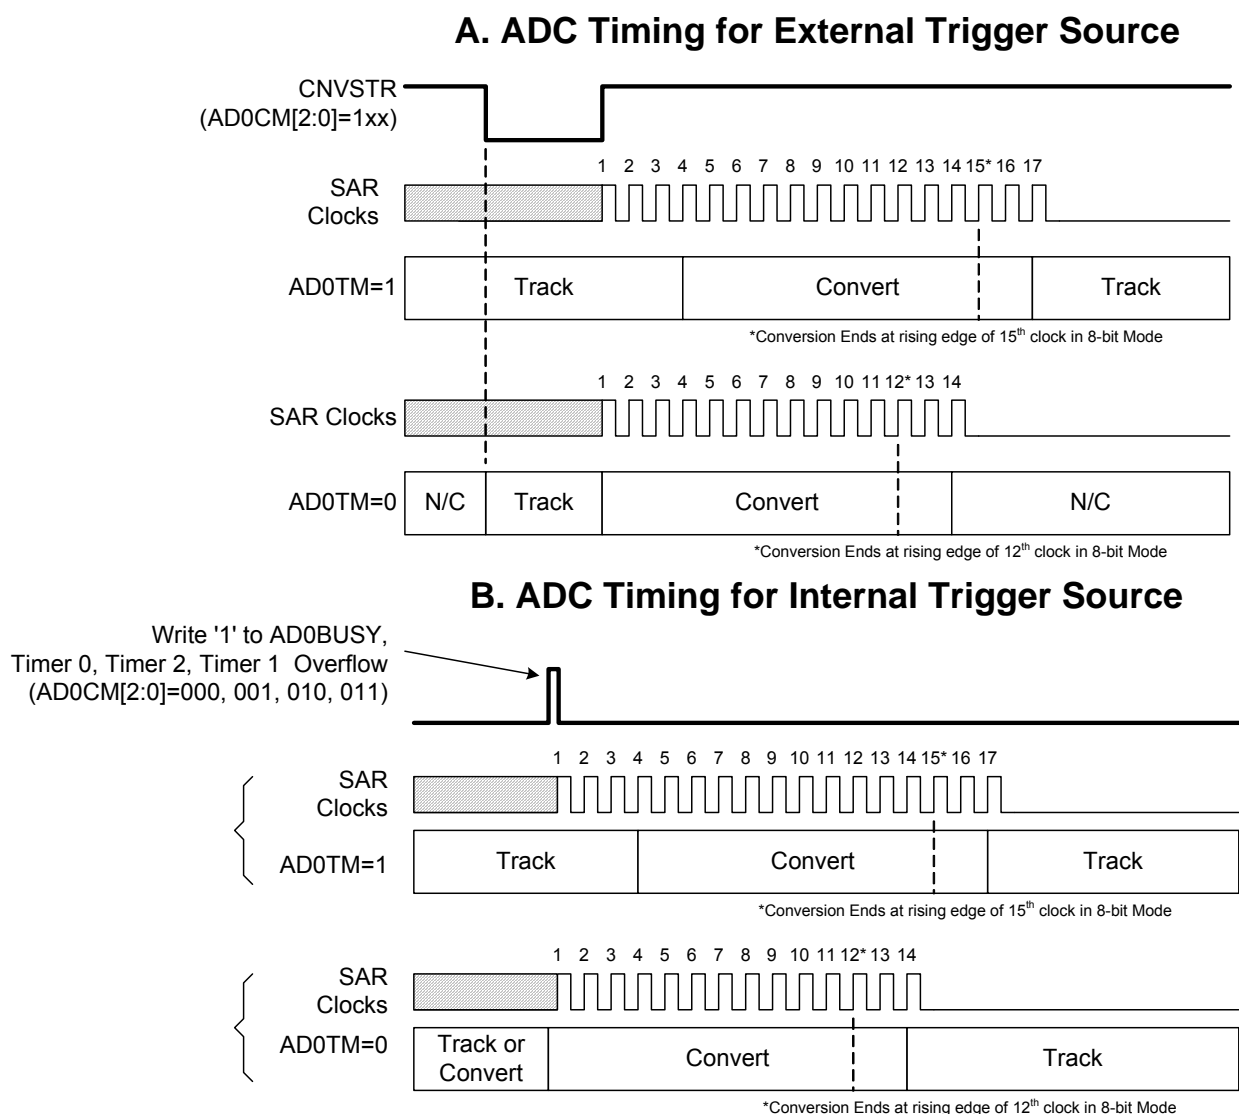 A. ADC Timing for External Trigger Source
CNVSTR
(AD0CM[2:0]=1xx)
1 2 3 4 5 6 7 8 9 10 11 12 13 14 15* 16 17
SAR
Clocks
AD0TM=1
Track
Convert
Track
*Conversion Ends at rising edge of 15th clock in 8-bit Mode
1 2 3 4 5 6 7 8 9 10 11 12* 13 14
SAR Clocks
AD0TM=0
N/C
Track
Convert
N/C
*Conversion Ends at rising edge of 12th clock in 8-bit Mode
B. ADC Timing for Internal Trigger Source
Write '1' to AD0BUSY,
Timer 0, Timer 2, Timer 1 Overflow
(AD0CM[2:0]=000, 001, 010, 011)
1 2 3 4 5 6 7 8 9 10 11 12 13 14 15* 16 17
SAR
Clocks
AD0TM=1
Track
Convert
Track
*Conversion Ends at rising edge of 15th clock in 8-bit Mode
1 2 3 4 5 6 7 8 9 10 11 12* 13 14
SAR
Clocks
AD0TM=0
Track or
Convert
Convert
Track
*Conversion Ends at rising edge of 12th clock in 8-bit Mode